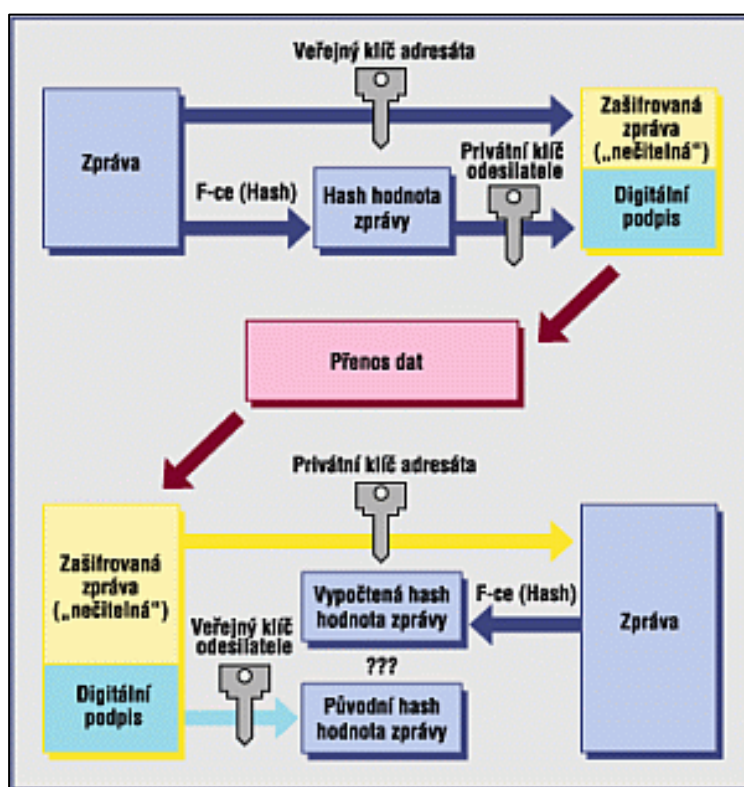 Veřejný klíč adresáta
Zpráva
Zašifrovaná
zpráva
(„nečitelná“)
Privátní klíč
odesilatele
F-ce (Hash)
Hash hodnota
zprávy
Digitální
podpis
Přenos dat
Privátní klíč adresáta
Zašifrovaná
zpráva
(„nečitelná“)
Vypočtená hash
hodnota zprávy
F-ce (Hash)
Zpráva
Veřejný klíč
odesilatele
???
Digitální
podpis
Původní hash
hodnota zprávy